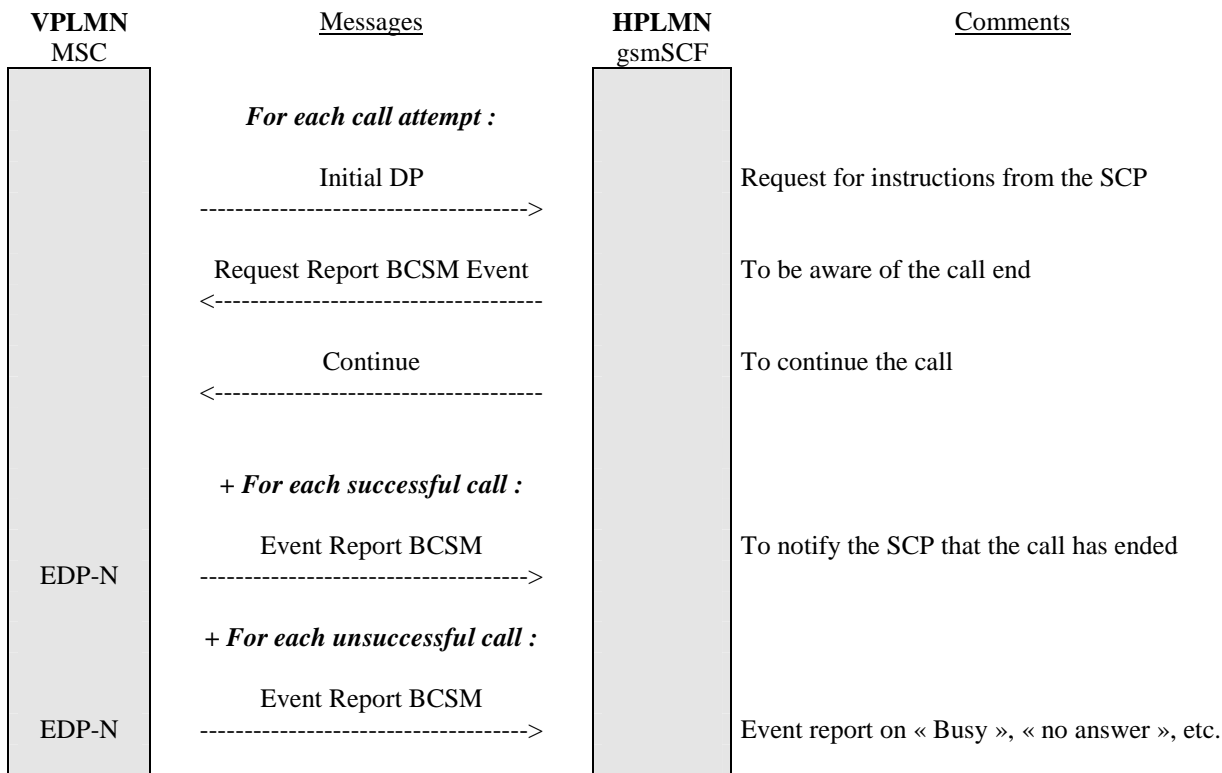 VPLMN Messages HPLMN Comments
MSC gsmSCF
For each call attempt :
Initial DP Request for instructions from the SCP
------------------------------------->
Request Report BCSM Event To be aware of the call end
<-------------------------------------
Continue To continue the call
<-------------------------------------
+ For each successful call :
Event Report BCSM To notify the SCP that the call has ended
EDP-N ------------------------------------->
+ For each unsuccessful call :
Event Report BCSM
EDP-N -------------------------------------> Event report on « Busy », « no answer », etc.